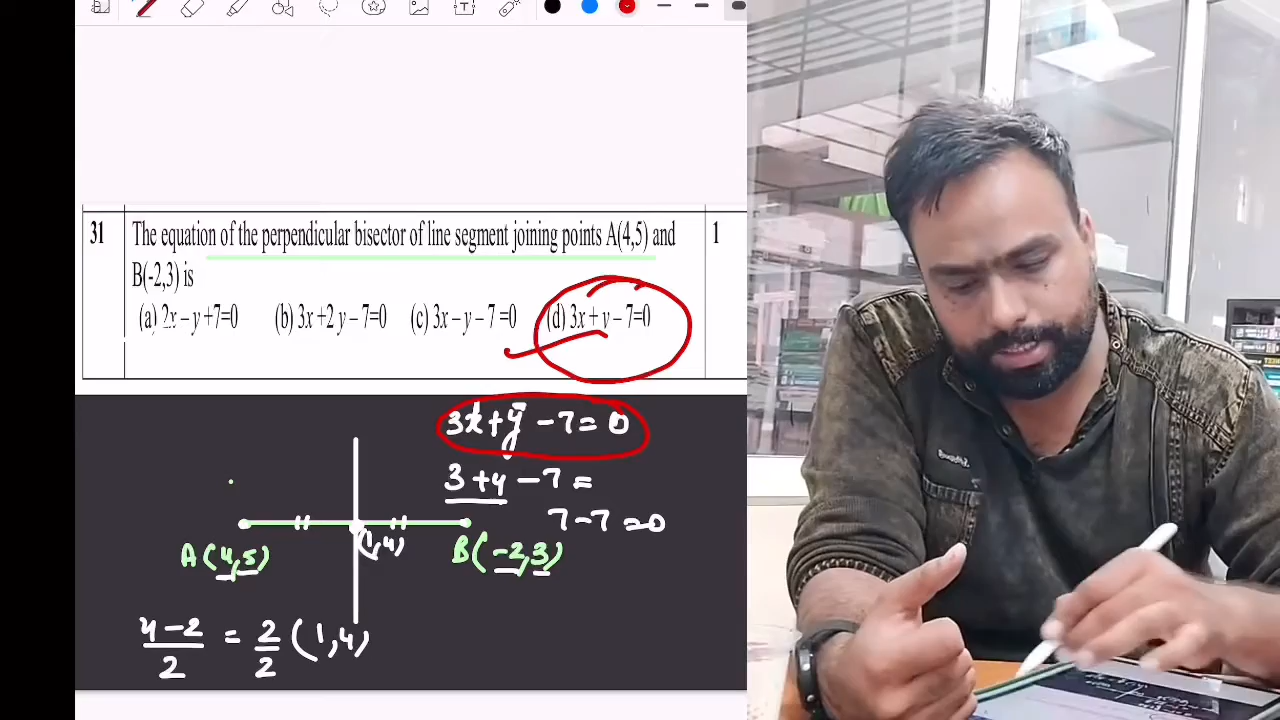 31 The equation of the perpendicular bisector of line segment joining points A(4,5) and 1
B(-2,3) is
(a) 2x – y +7=0 (b) 3x +2 y – 7=0 (c) 3x – y – 7 =0 (d) 3x + y – 7=0
3x+y-7=0
3+4-7=
7-7=0
(1,4)
A(4,5) B(-2,3)
4-2/2 = 2/2 (1,4)